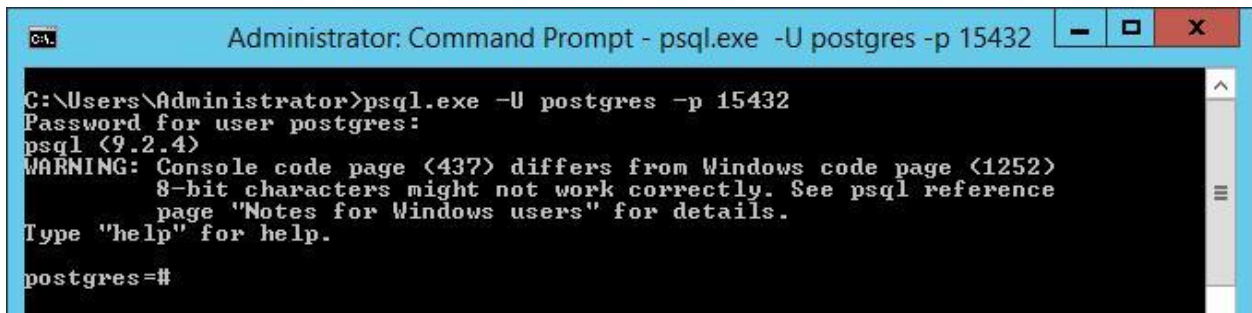 Administrator: Command Prompt - psql.exe -U postgres -p 15432
C:\Users\Administrator>psql.exe -U postgres -p 15432
Password for user postgres:
psql (9.2.4)
WARNING: Console code page (437) differs from Windows code page (1252)
8-bit characters might not work correctly. See psql reference
page "Notes for Windows users" for details.
Type "help" for help.
postgres=#